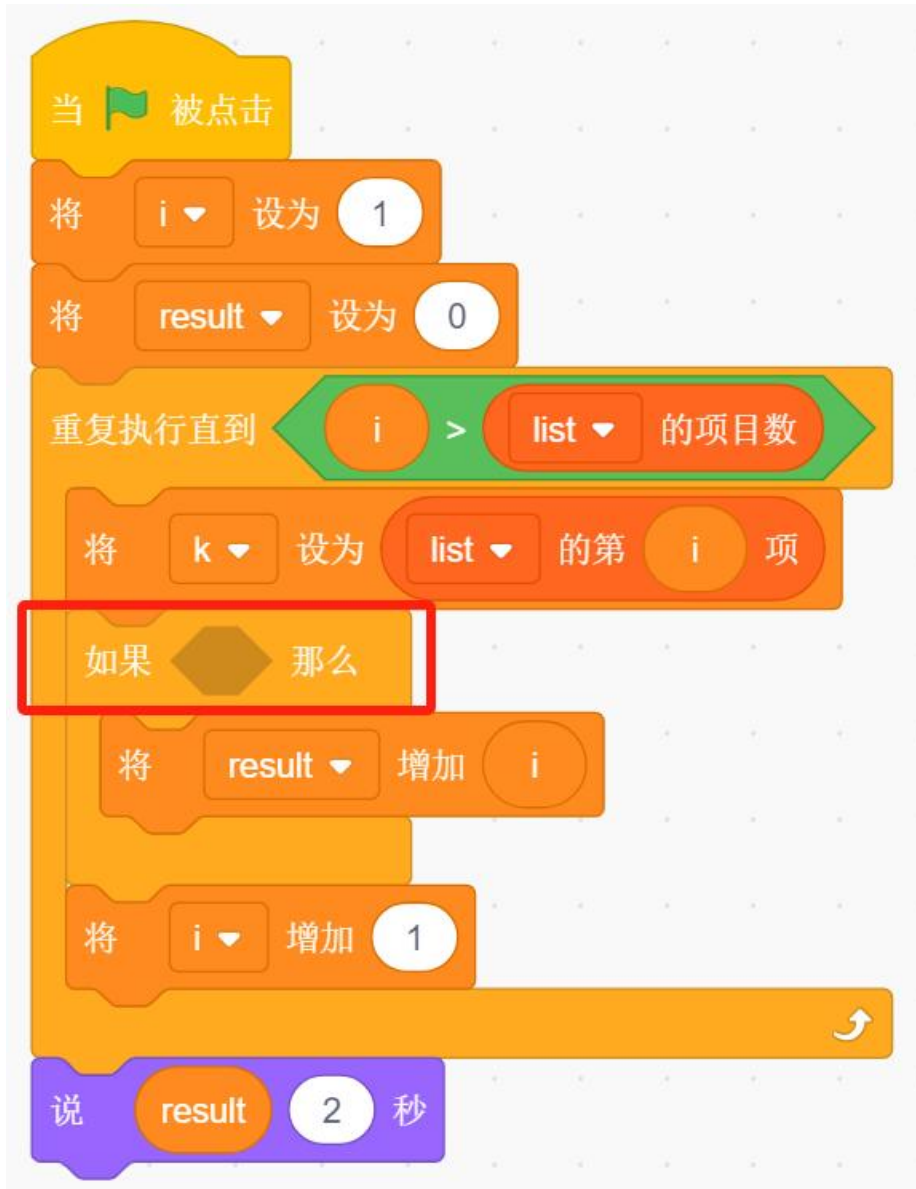 当 被点击
将 i 设为 1
将 result 设为 0
重复执行直到 i > list 的项目数
将 k 设为 list 的第 i 项
如果 那么
将 result 增加 i
将 i 增加 1
说 result 2 秒